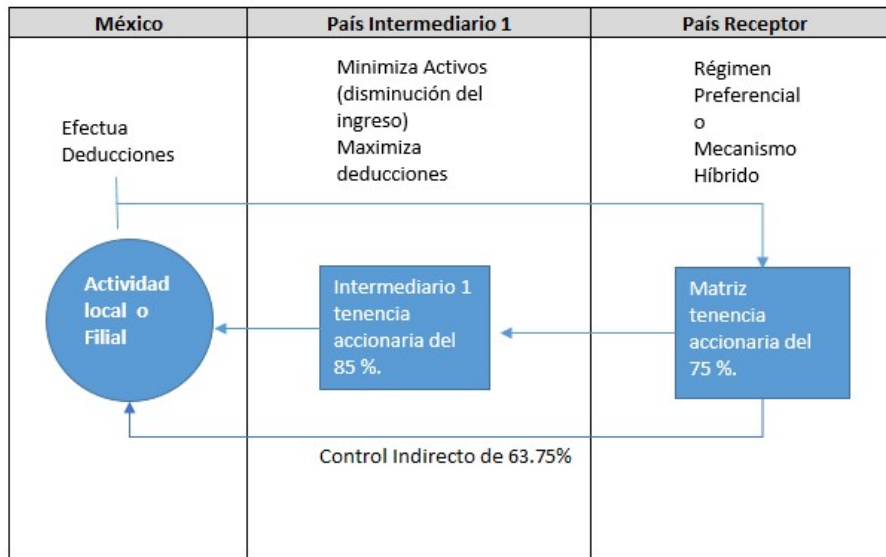 México
País Intermediario 1
País Receptor
Efectua
Deducciones
Minimiza Activos
(disminución del
ingreso)
Maximiza
deducciones
Régimen
Preferencial
o
Mecanismo
Híbrido
Actividad
local o
Filial
Intermediario 1
tenencia
accionaria del
85 %.
Matriz
tenencia
accionaria del
75 %.
Control Indirecto de 63.75%